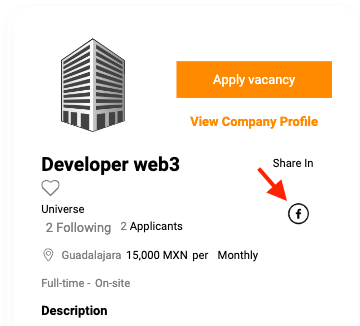 Apply vacancy
View Company Profile
Developer web3
Share In
Universe
2 Following 2 Applicants
Guadalajara 15,000 MXN per Monthly
Full-time - On-site
Description